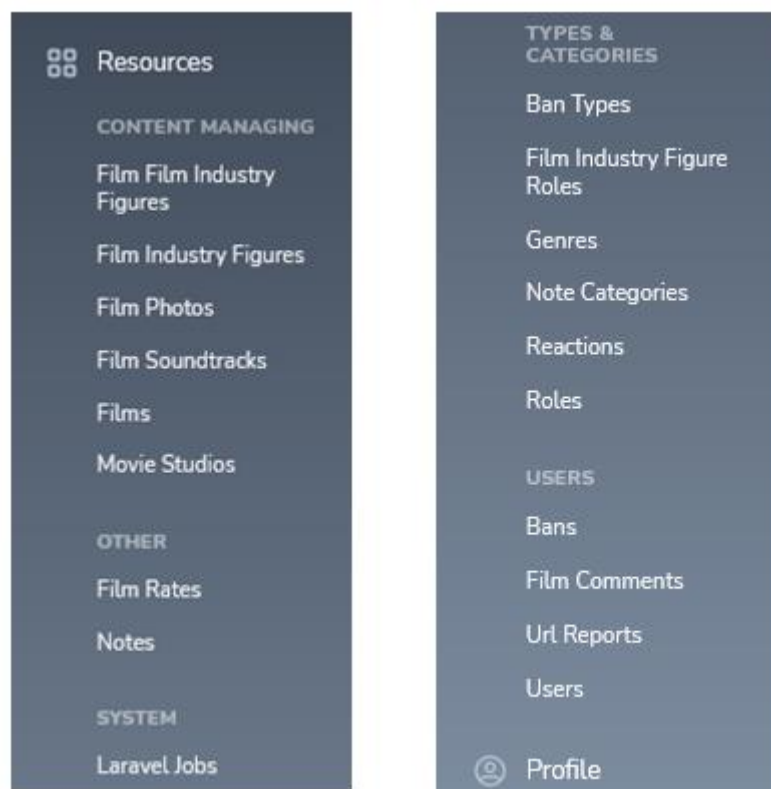 Resources
CONTENT MANAGING
Film Film Industry
Figures
Film Industry Figures
Film Photos
Film Soundtracks
Films
Movie Studios
OTHER
Film Rates
Notes
SYSTEM
Laravel Jobs
TYPES &
CATEGORIES
Ban Types
Film Industry Figure
Roles
Genres
Note Categories
Reactions
Roles
USERS
Bans
Film Comments
Url Reports
Users
Profile